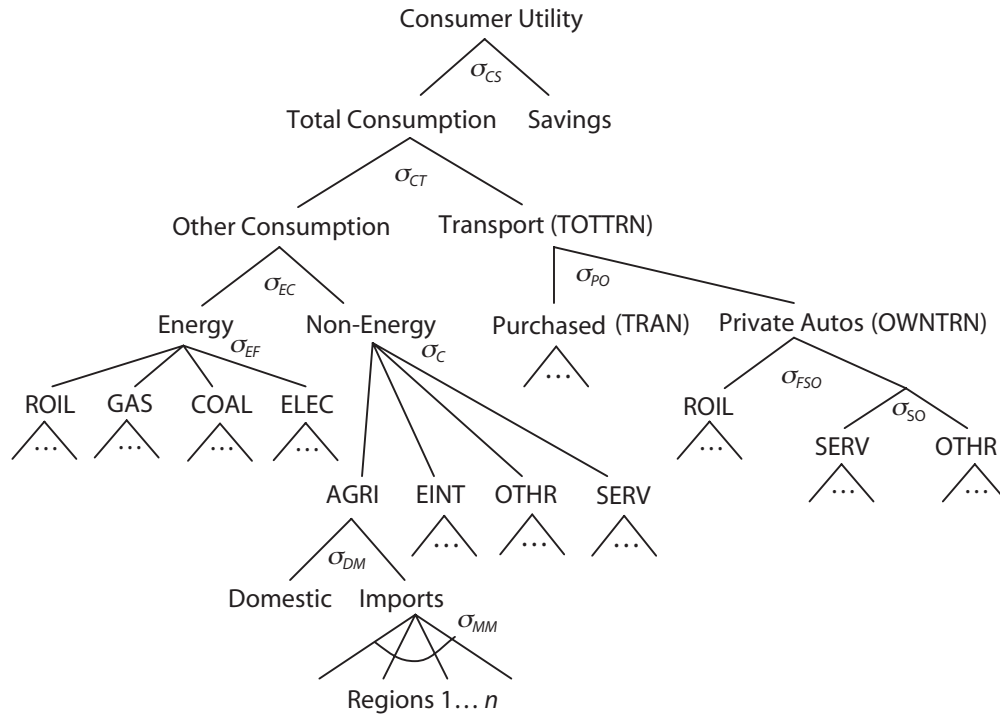 Consumer Utility
σCS
Total Consumption Savings
σCT
Other Consumption Transport (TOTTRN)
σEC σPO
Energy Non-Energy Purchased (TRAN) Private Autos (OWNTRN)
σEF σC ... σFSO
ROIL GAS COAL ELEC ROIL σSO
... ... ... ... ... SERV OTHR
... ...
AGRI EINT OTHR SERV
... ... ...
σDM
Domestic Imports
σMM
Regions 1... n